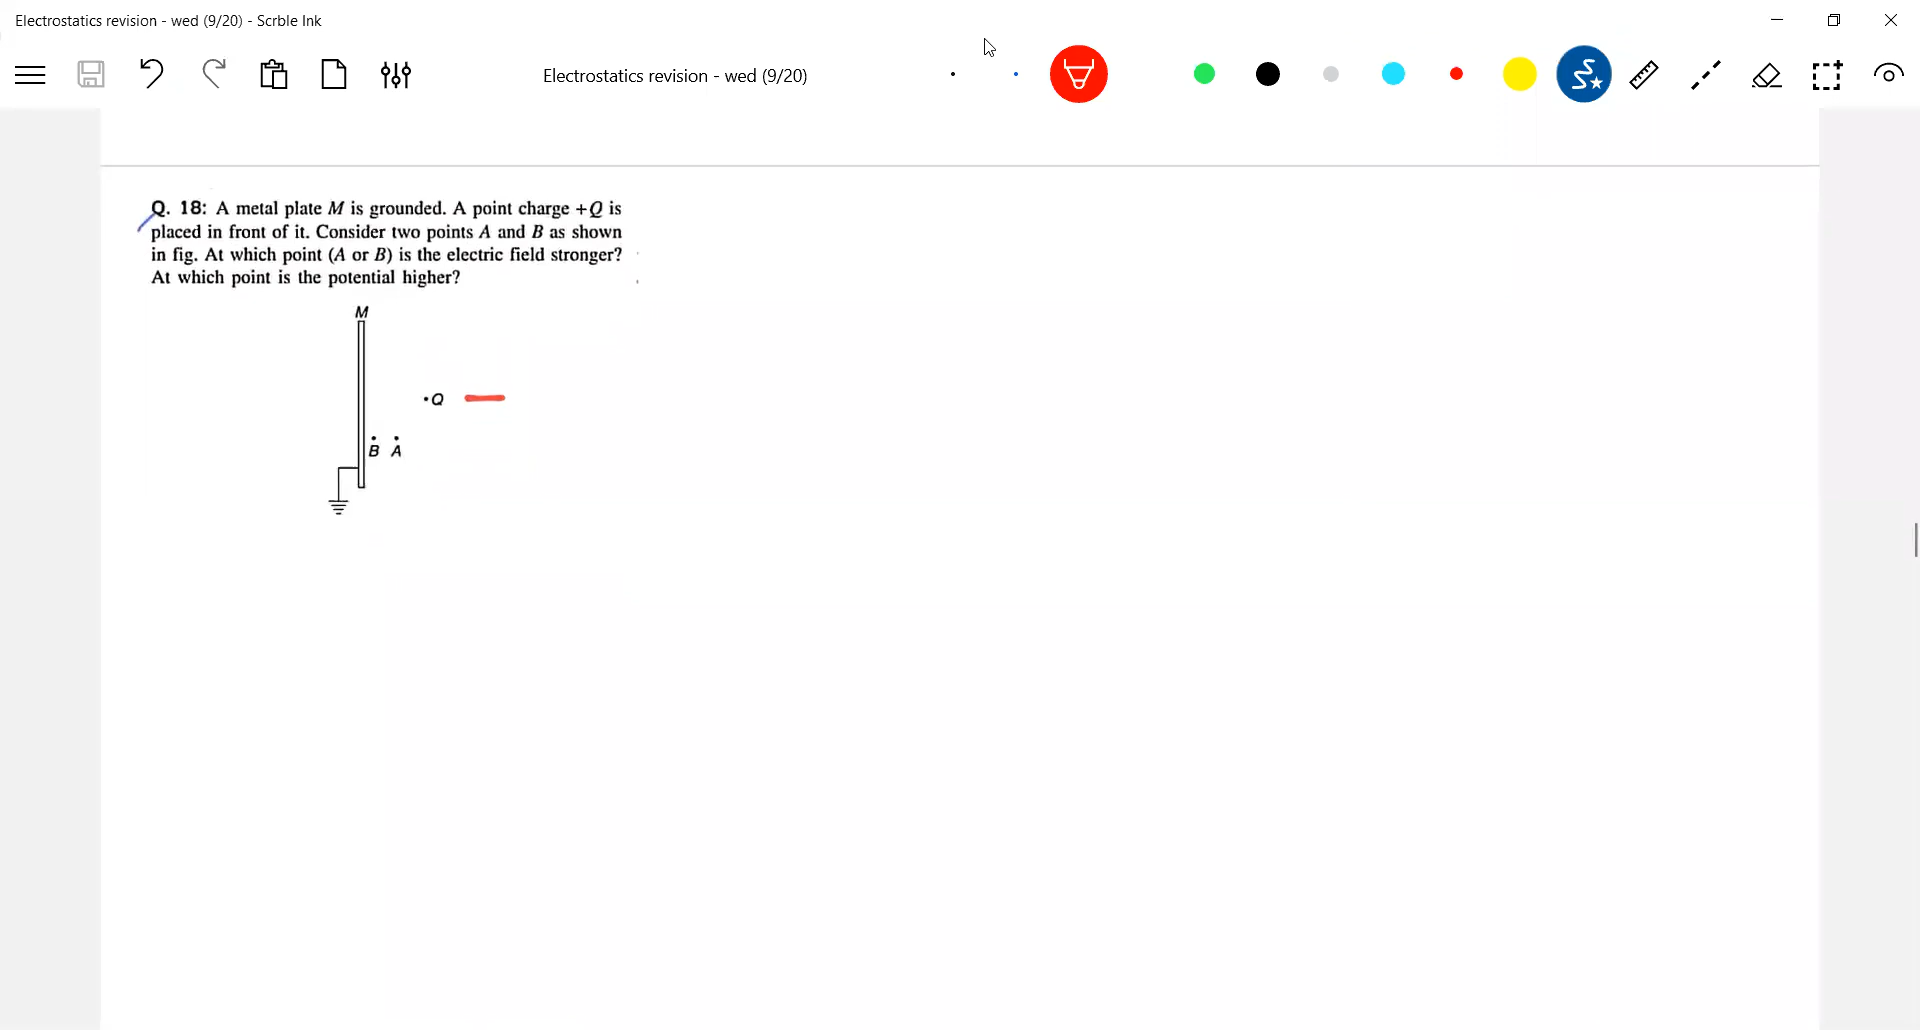 Electrostatics revision - wed (9/20) - Scrble Ink
Electrostatics revision - wed (9/20)
Q. 18: A metal plate M is grounded. A point charge +Q is
placed in front of it. Consider two points A and B as shown
in fig. At which point (A or B) is the electric field stronger?
At which point is the potential higher?
M
Q
B A